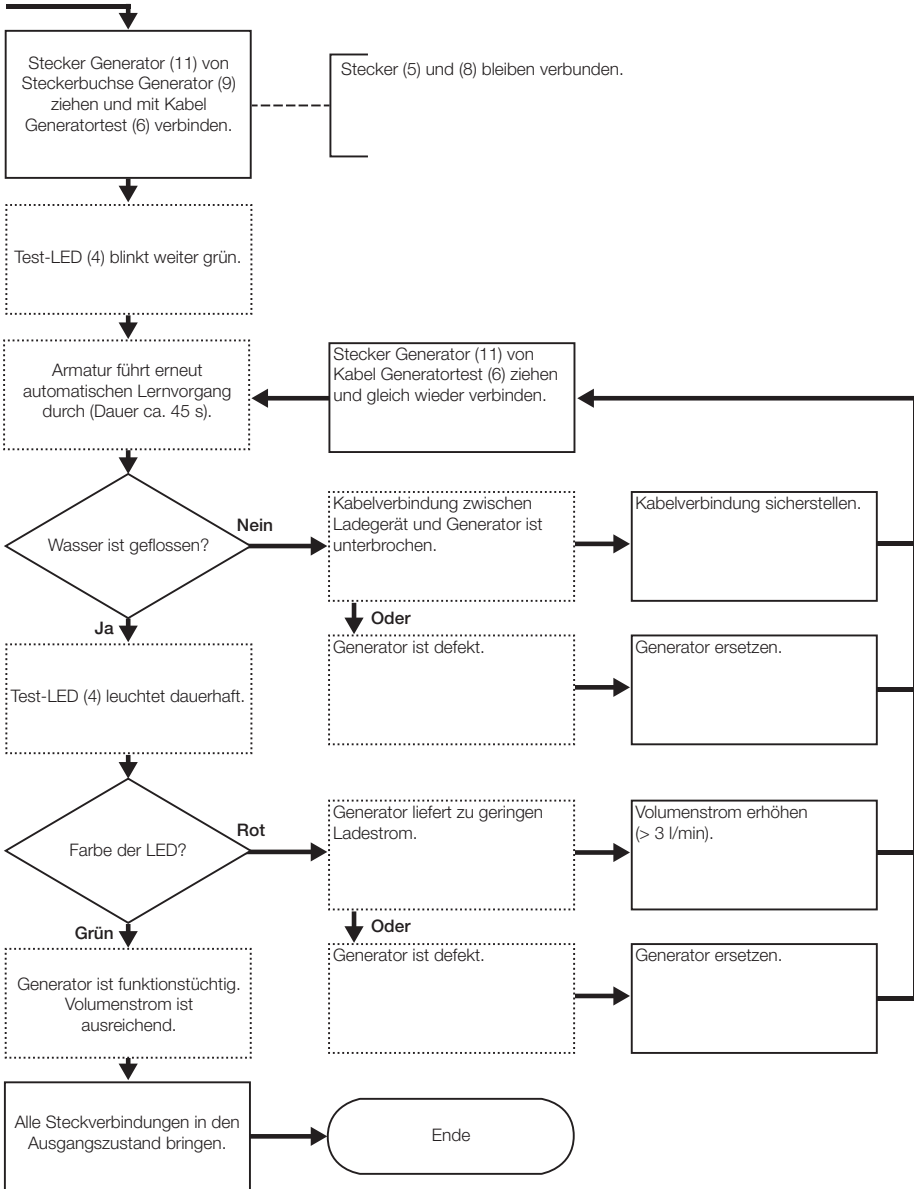 Stecker Generator (11) von
Steckerbuchse Generator (9)
ziehen und mit Kabel
Generatortest (6) verbinden.
Stecker (5) und (8) bleiben verbunden.
Test-LED (4) blinkt weiter grün.
Armatur führt erneut
automatischen Lernvorgang
durch (Dauer ca. 45 s).
Stecker Generator (11) von
Kabel Generatortest (6) ziehen
und gleich wieder verbinden.
Wasser ist geflossen?
Nein
Kabelverbindung zwischen
Ladegerät und Generator ist
unterbrochen.
Kabelverbindung sicherstellen.
Oder
Generator ist defekt.
Generator ersetzen.
Ja
Test-LED (4) leuchtet dauerhaft.
Farbe der LED?
Rot
Generator liefert zu geringen
Ladestrom.
Volumenstrom erhöhen
(> 3 l/min).
Oder
Generator ist defekt.
Generator ersetzen.
Grün
Generator ist funktionstüchtig.
Volumenstrom ist
ausreichend.
Alle Steckverbindungen in den
Ausgangszustand bringen.
Ende